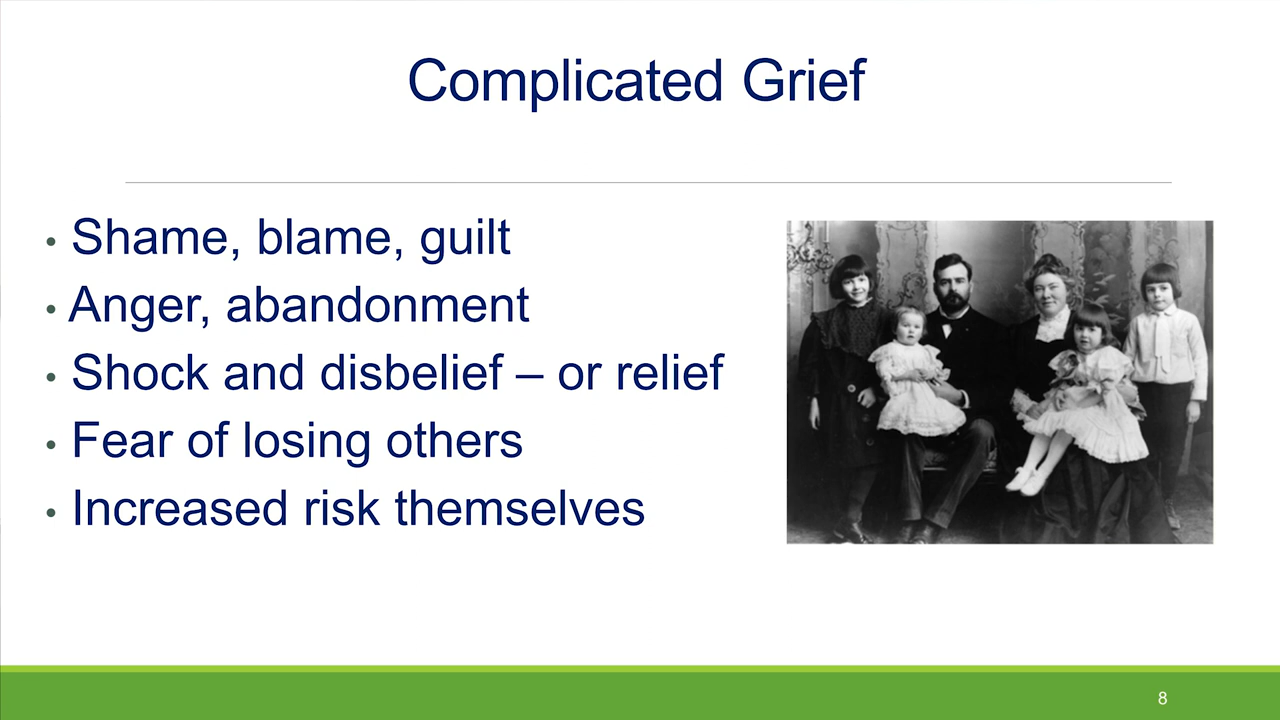 Complicated Grief
• Shame, blame, guilt
• Anger, abandonment
• Shock and disbelief – or relief
• Fear of losing others
• Increased risk themselves
8